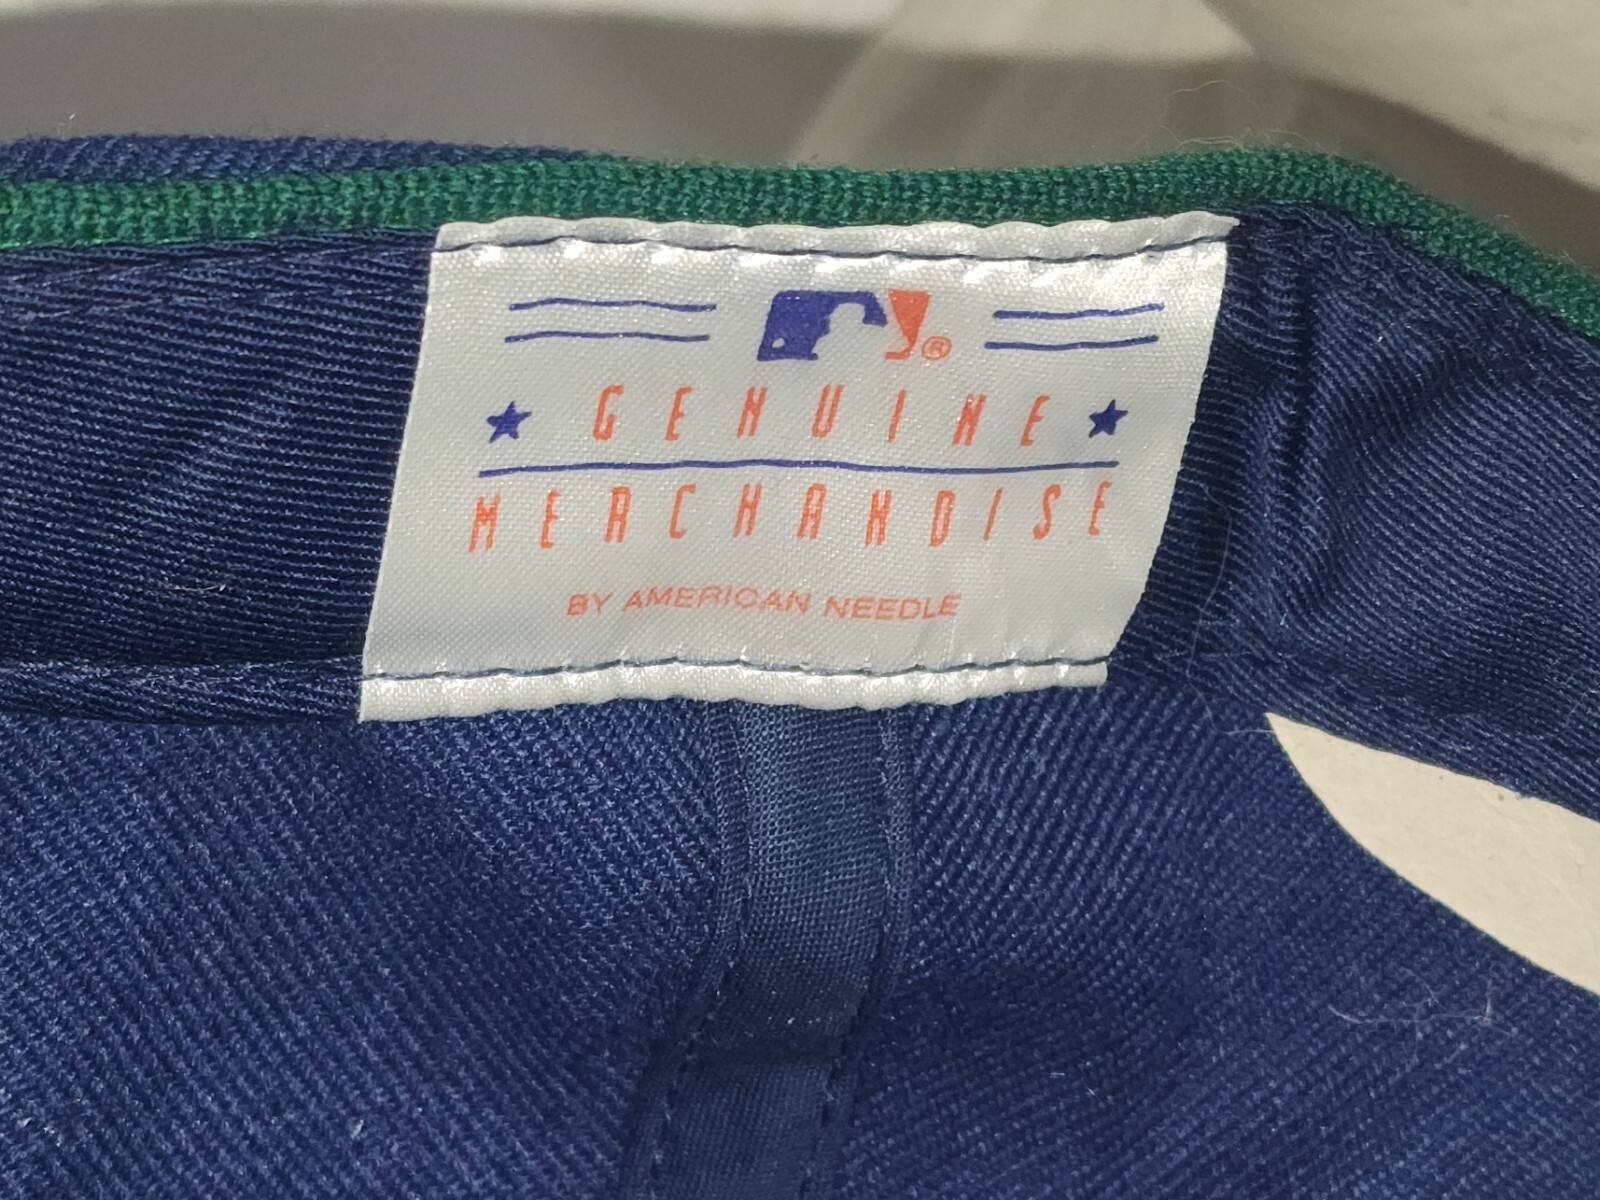 ®
GENUINE
MERCHANDISE
BY AMERICAN NEEDLE